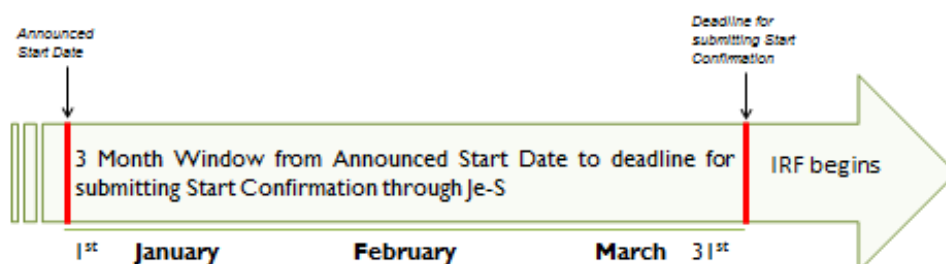 Announced
Start Date
Deadline for
submitting Start
Confirmation
3 Month Window from Announced Start Date to deadline for
submitting Start Confirmation through Je-S
IRF begins
1st January February March 31st